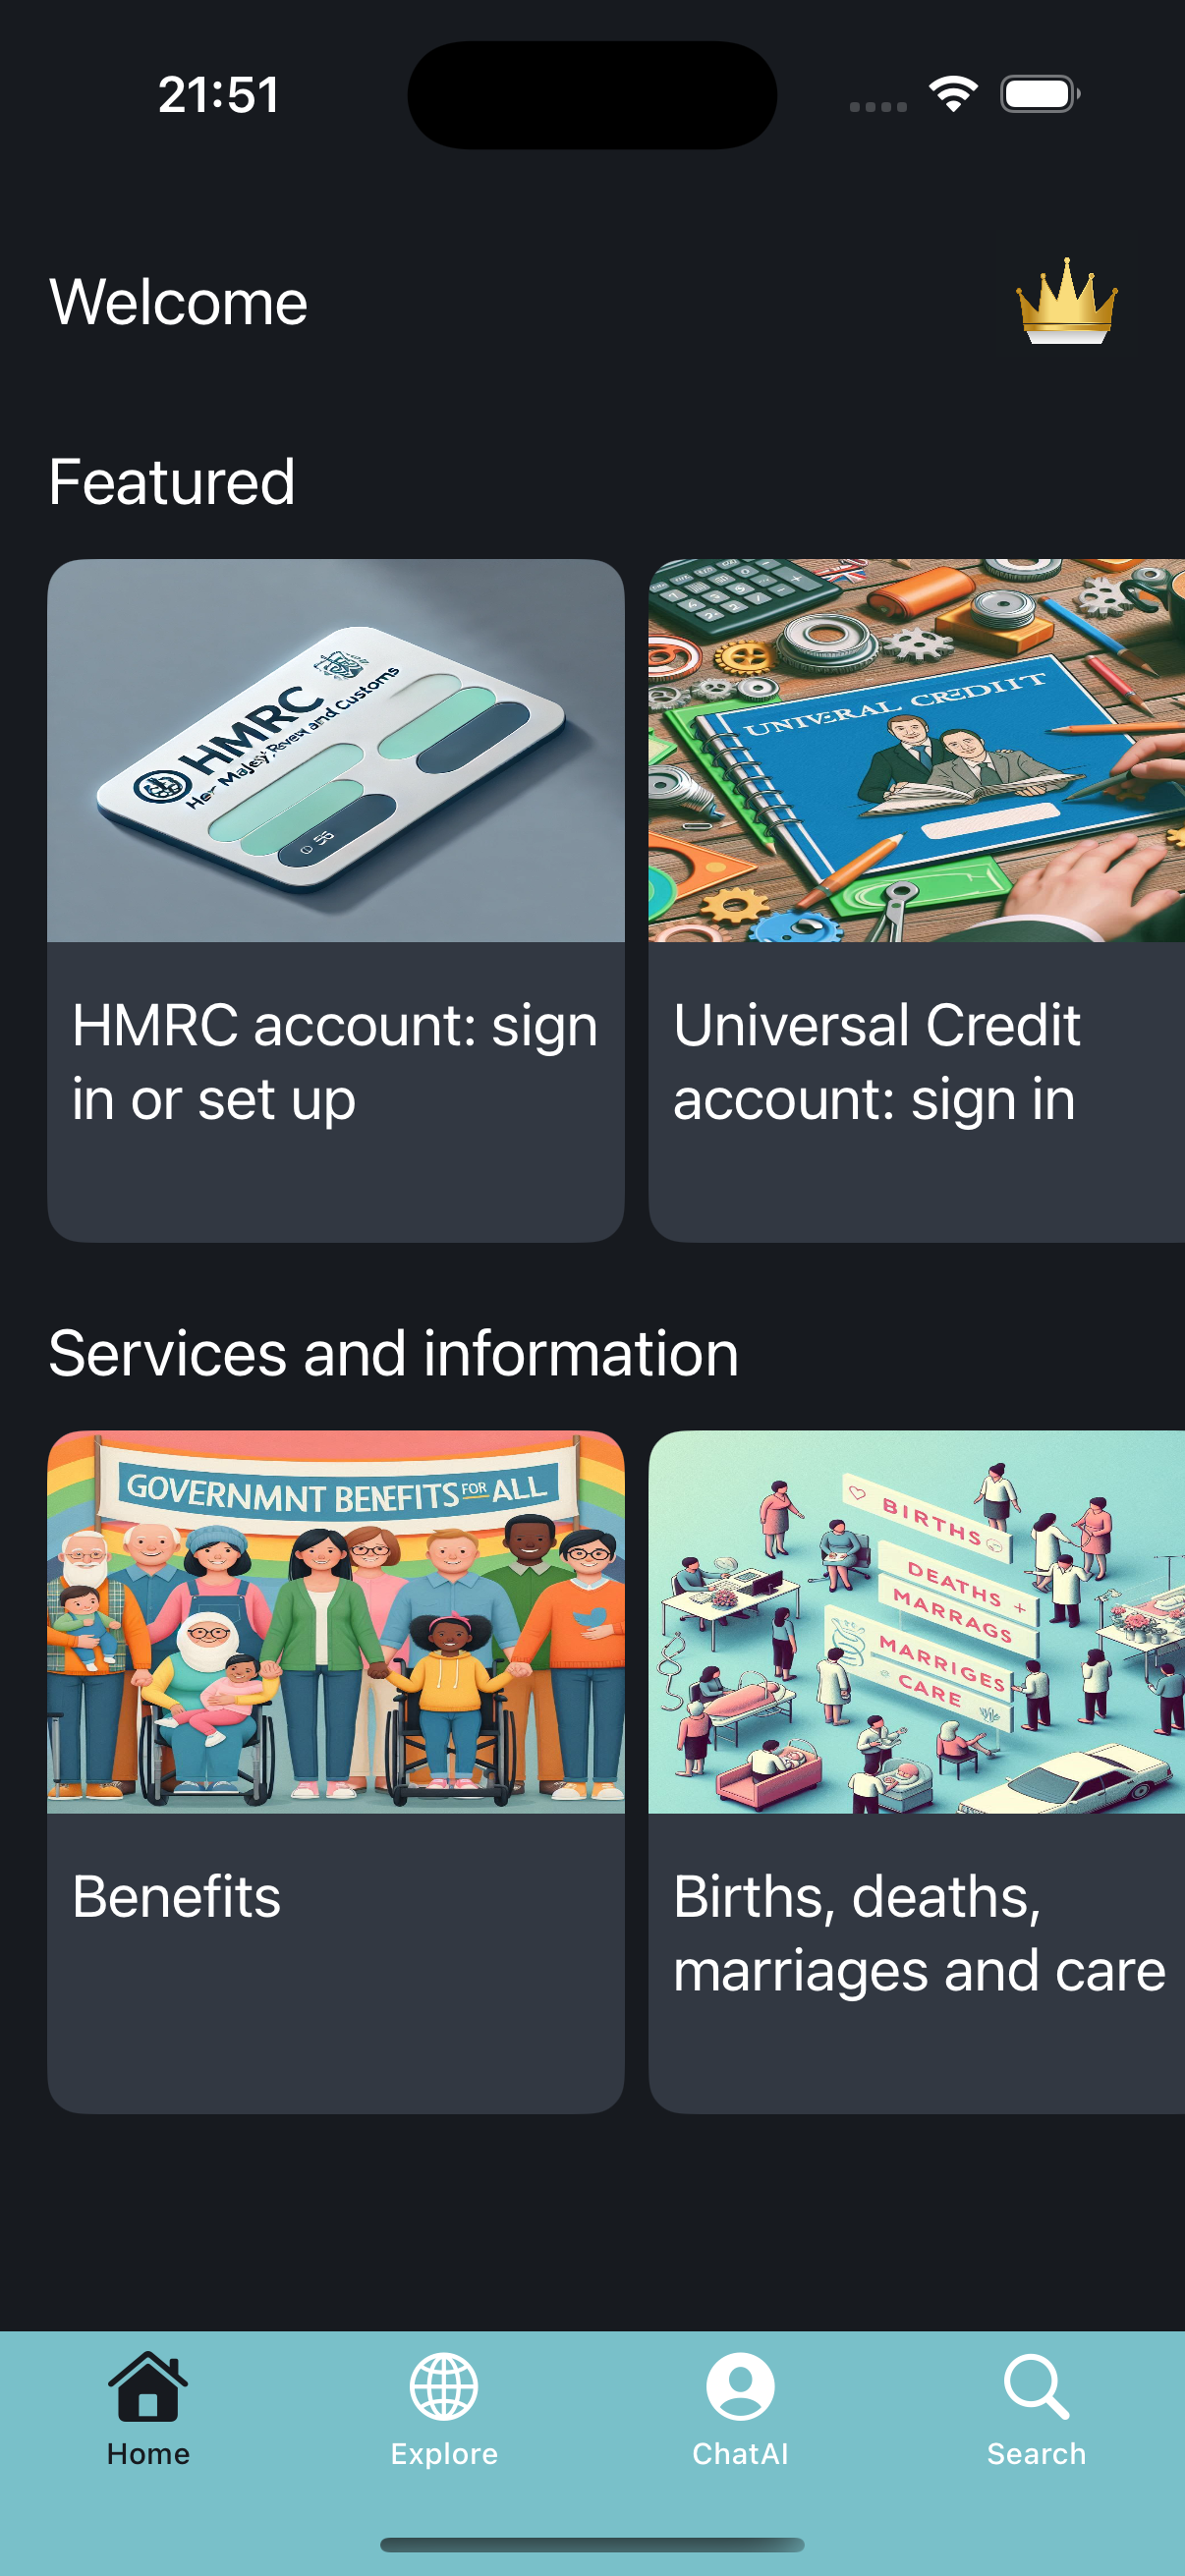 21:51
Welcome
Featured
HMRC
Her Majey, Revew and Customs
UNIVERAL CREDIIT
HMRC account: sign
in or set up
Universal Credit
account: sign in
Services and information
GOVERNMNT BENEFITS FOR ALL
BIRTHS
DEATHS +
MARRAGS
MARRIGES
CARE
Benefits
Births, deaths,
marriages and care
Home
Explore
ChatAI
Search